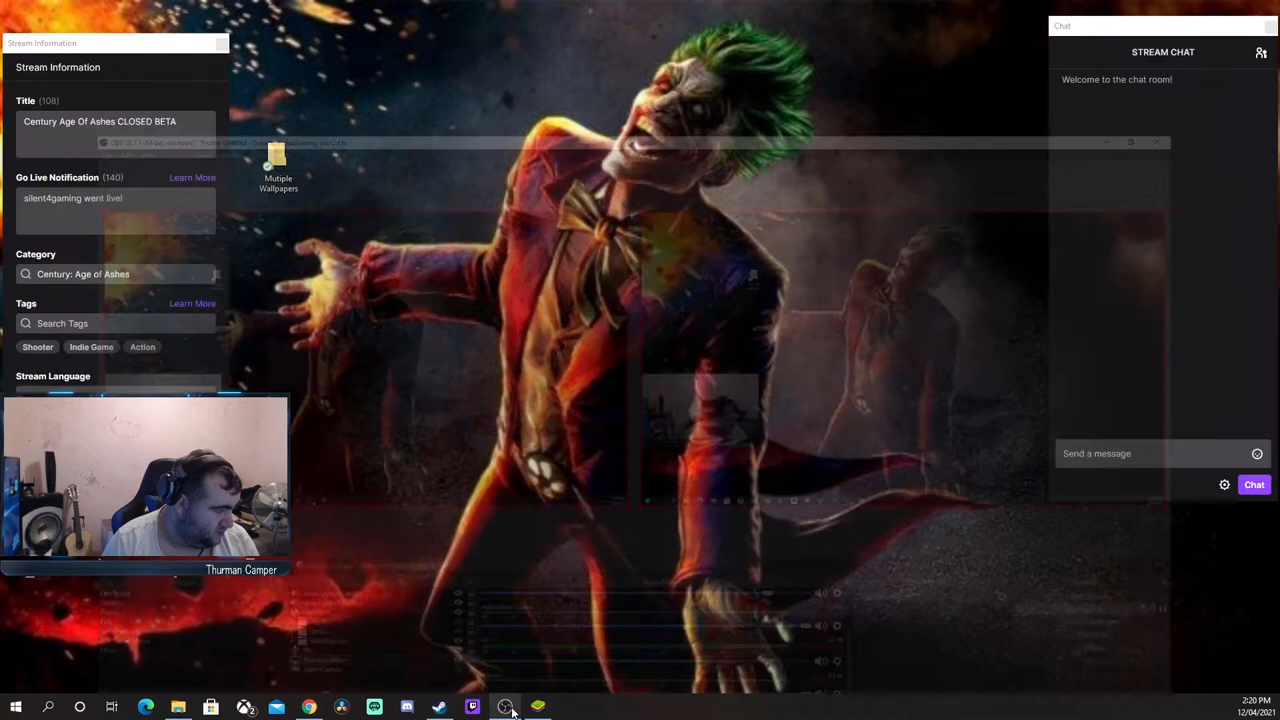 Stream Information
Stream Information
Title (108)
Century Age Of Ashes CLOSED BETA
Go Live Notification (140)
Learn More
silent4gaming went live!
Category
Century: Age of Ashes
Tags
Learn More
Search Tags
Shooter
Indie Game
Action
Stream Language
Mutiple
Wallpapers
Chat
STREAM CHAT
Welcome to the chat room!
Send a message
Chat
Thurman Camper
2
2:20 PM
12/04/2021